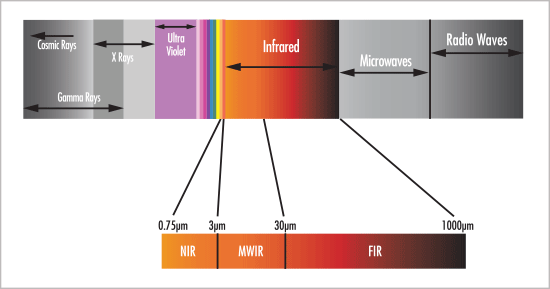 Cosmic Rays
X Rays
Ultra
Violet
Infrared
Microwaves
Radio Waves
Gamma Rays
0.75µm
3µm
30µm
1000µm
NIR
MWIR
FIR